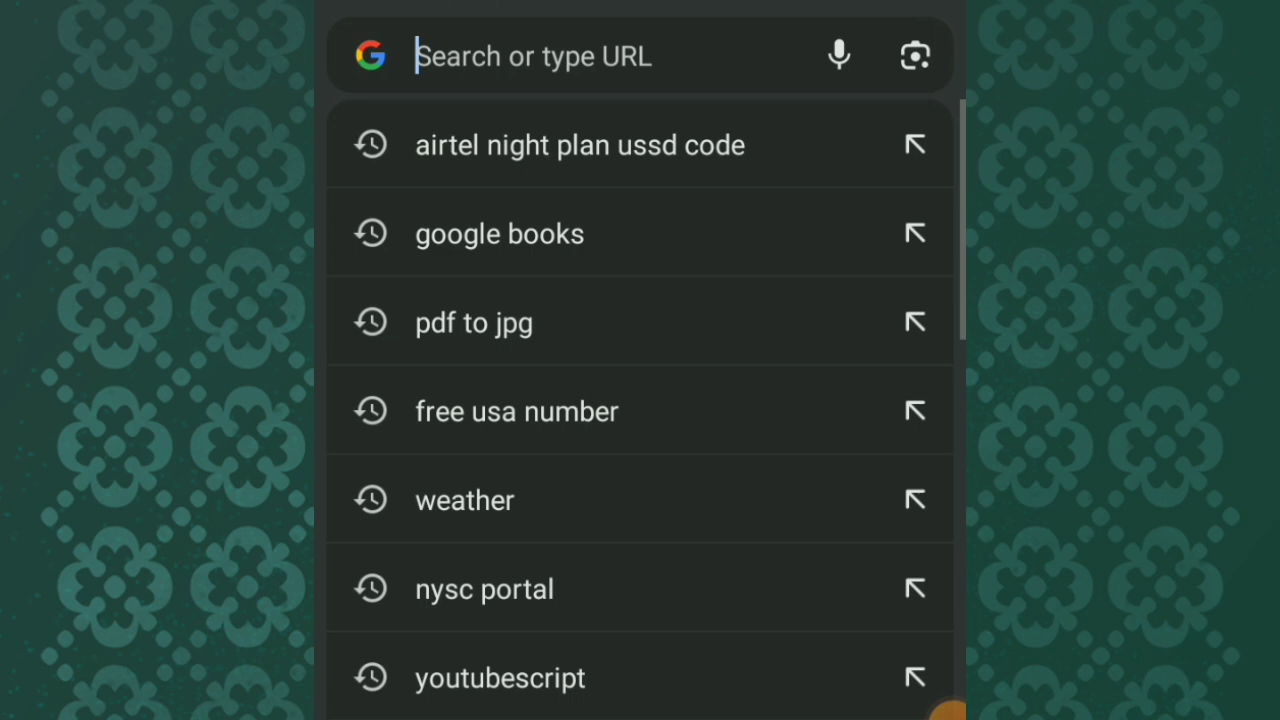 Search or type URL
airtel night plan ussd code
google books
pdf to jpg
free usa number
weather
nysc portal
youtubescript